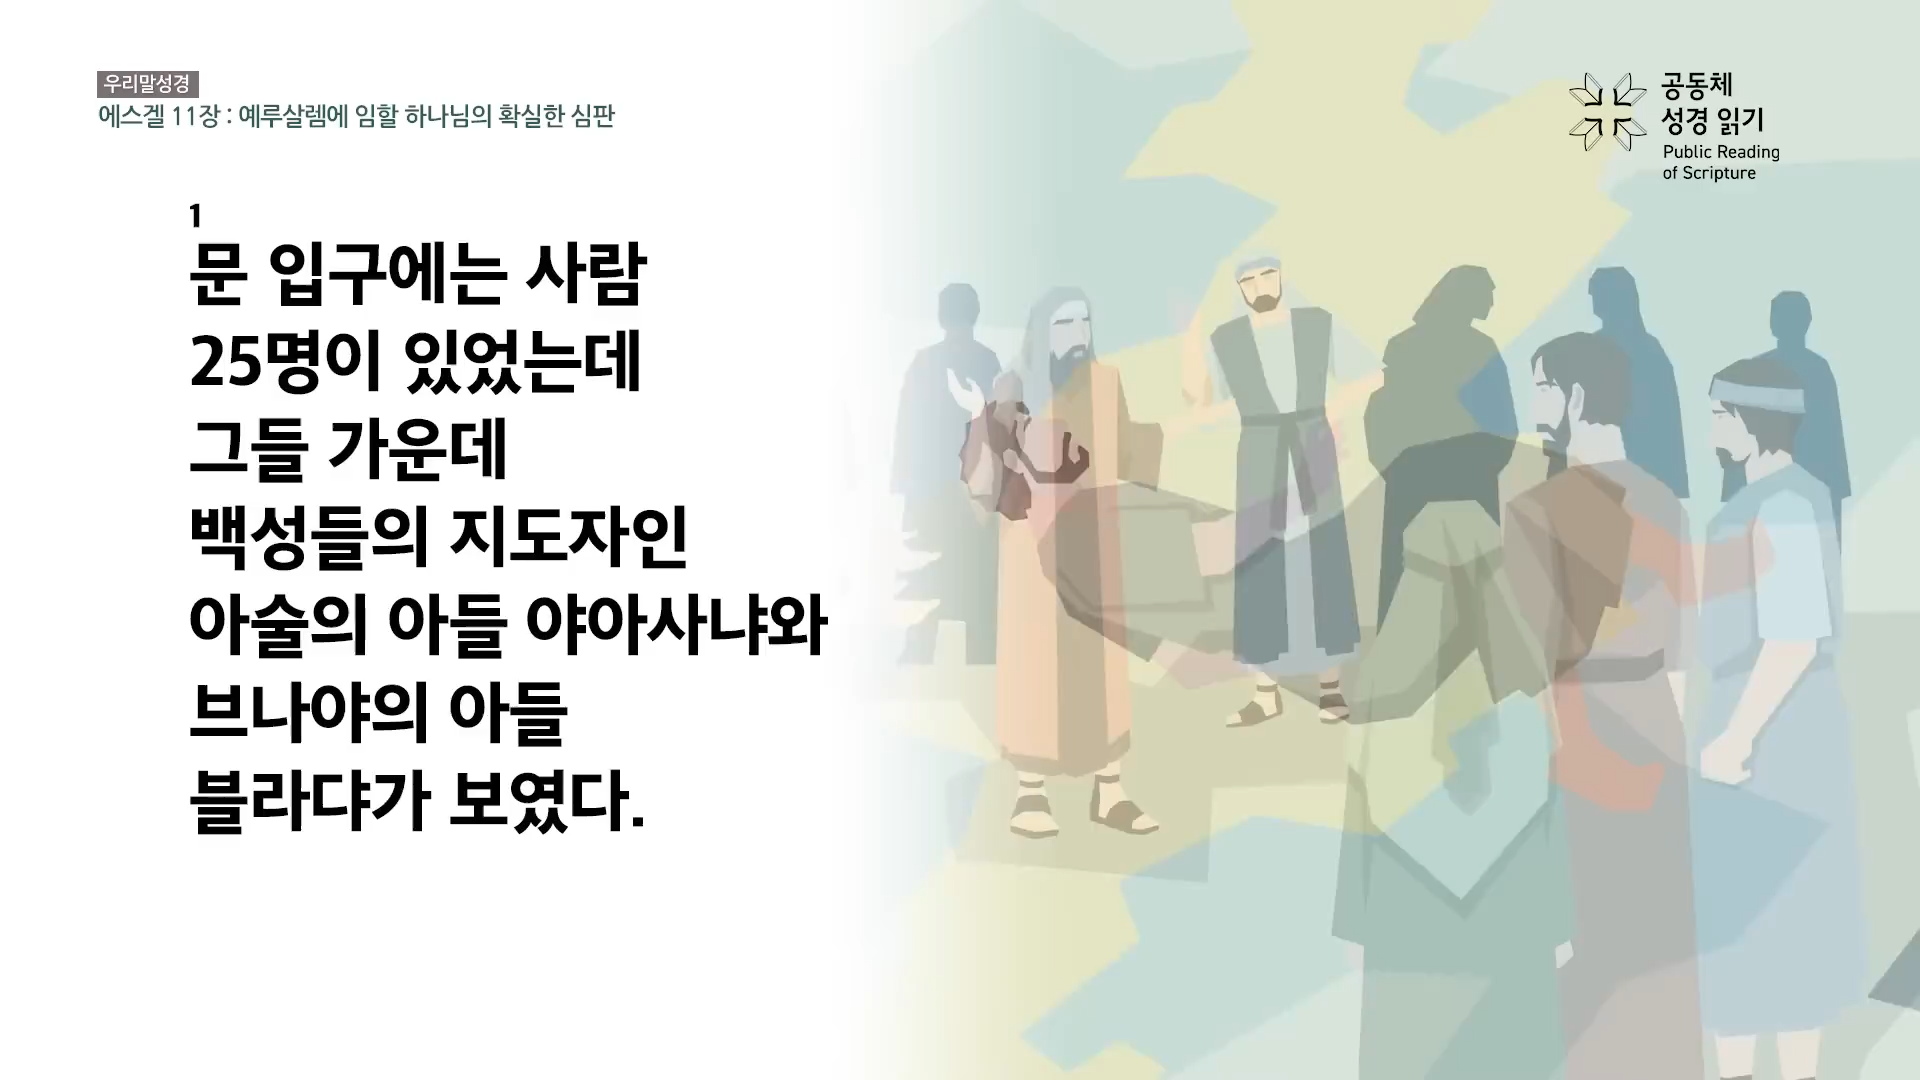 우리말성경
에스겔 11장 : 예루살렘에 임할 하나님의 확실한 심판
공동체
성경 읽기
Public Reading
of Scripture
1
문 입구에는 사람
25명이 있었는데
그들 가운데
백성들의 지도자인
아술의 아들 야아사냐와
브나야의 아들
블라댜가 보였다.